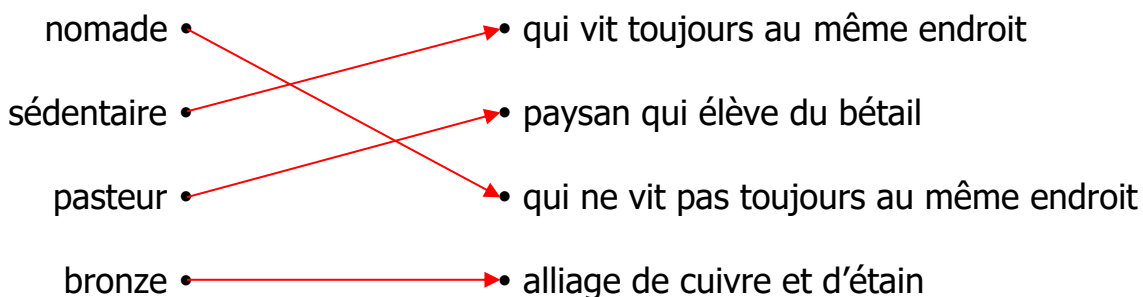 nomade • • qui vit toujours au même endroit
sédentaire • • paysan qui élève du bétail
pasteur • • qui ne vit pas toujours au même endroit
bronze • • alliage de cuivre et d’étain